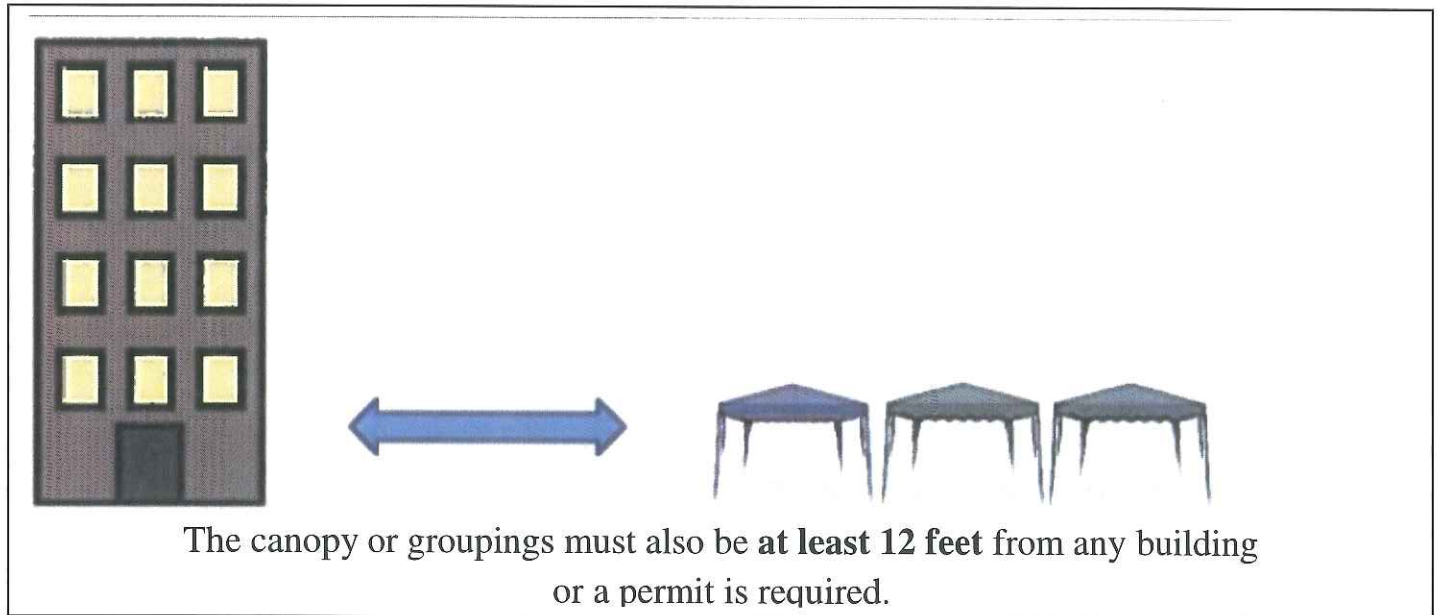 The canopy or groupings must also be at least 12 feet from any building
or a permit is required.